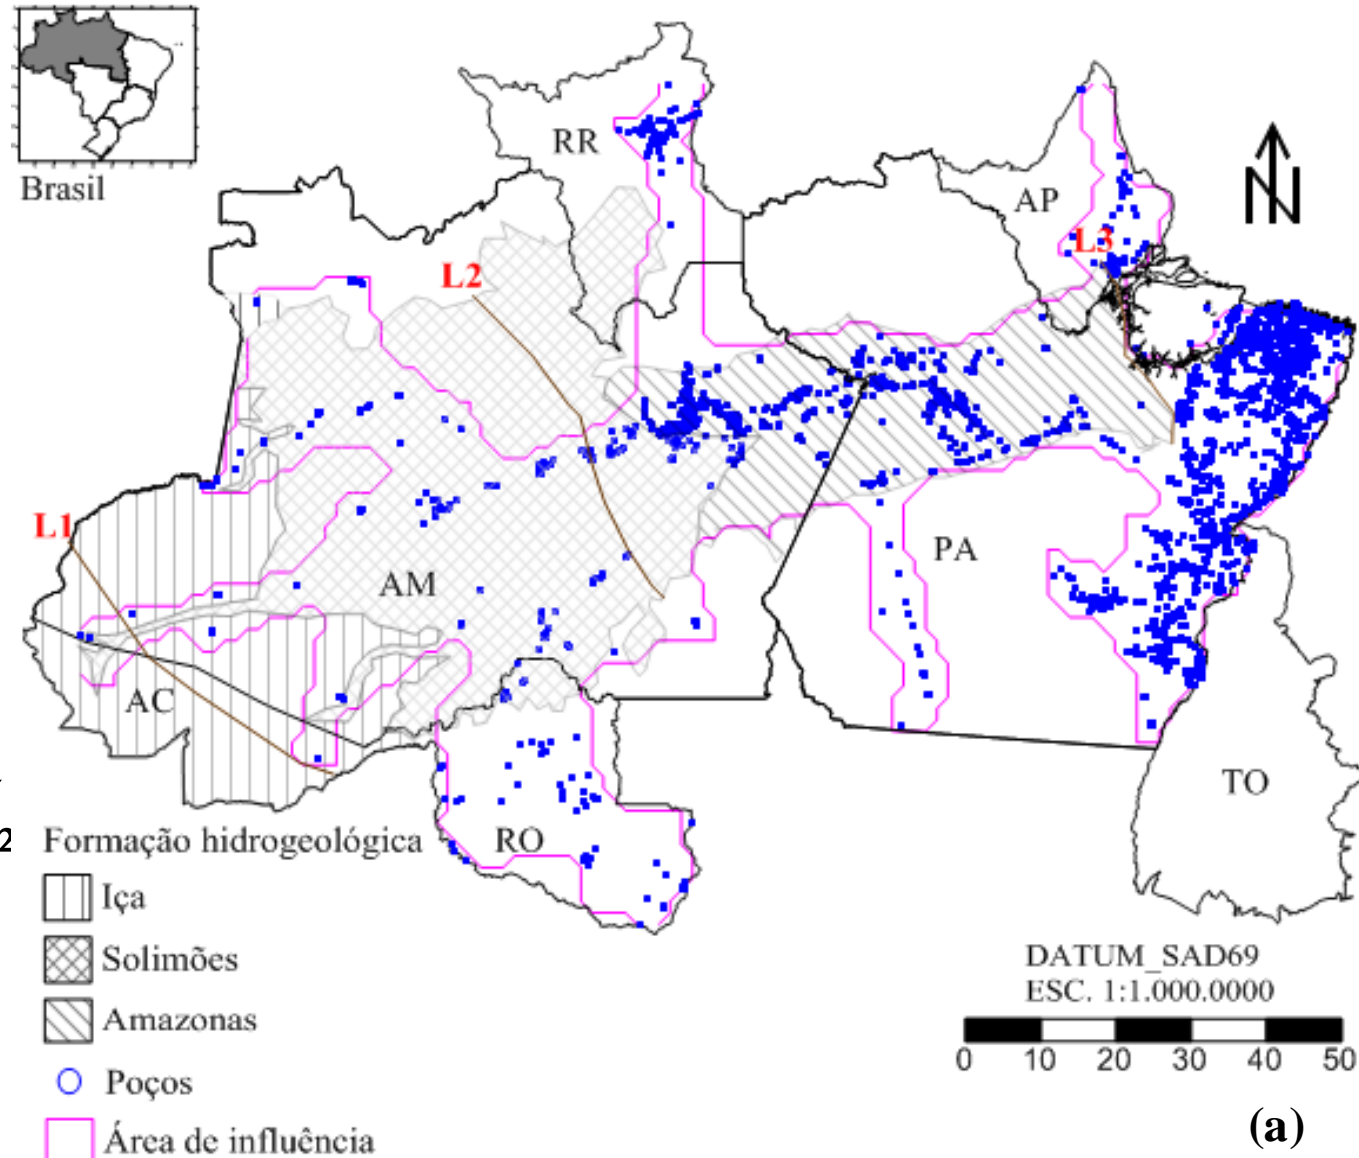 Brasil
RR
AP
L3
L2
L1
AM
PA
AC
TO
RO
2
Formação hidrogeológica
Iça
Solimões
Amazonas
Poços
Área de influência
DATUM_SAD69
ESC. 1:1.000.0000
0 10 20 30 40 50
(a)
N